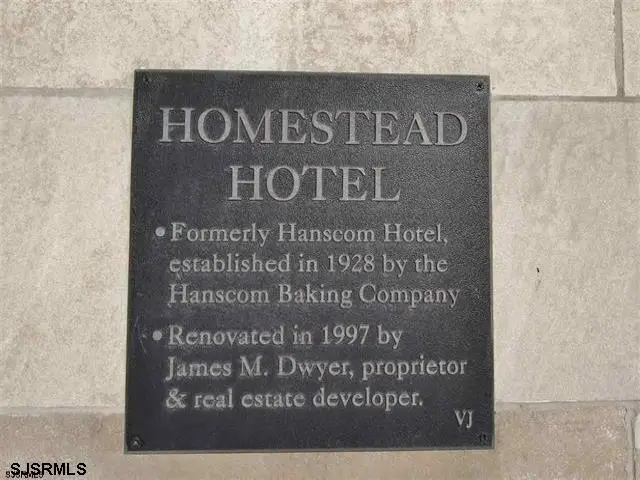 HOMESTEAD
HOTEL
• Formerly Hanscom Hotel,
established in 1928 by the
Hanscom Baking Company
• Renovated in 1997 by
James M. Dwyer, proprietor
& real estate developer.
VJ
SJSRMLS
SJSRMLS